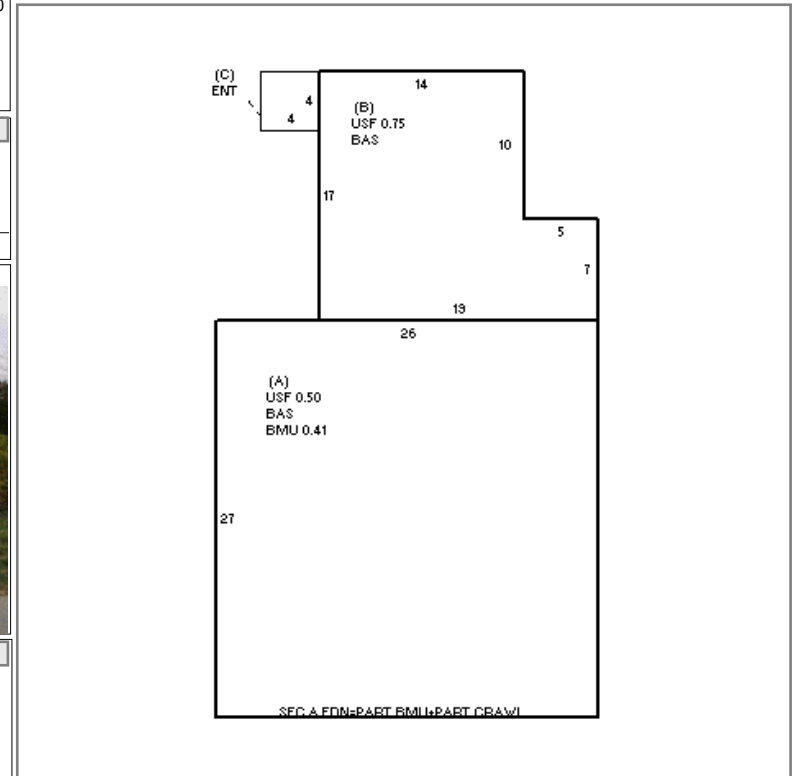 (C)
ENT
4
4
14
(B)
USF 0.75
BAS
10
17
5
7
19
26
(A)
USF 0.50
BAS
BMU 0.41
27
SEC A FDN=PART BMU+PART CRAWL